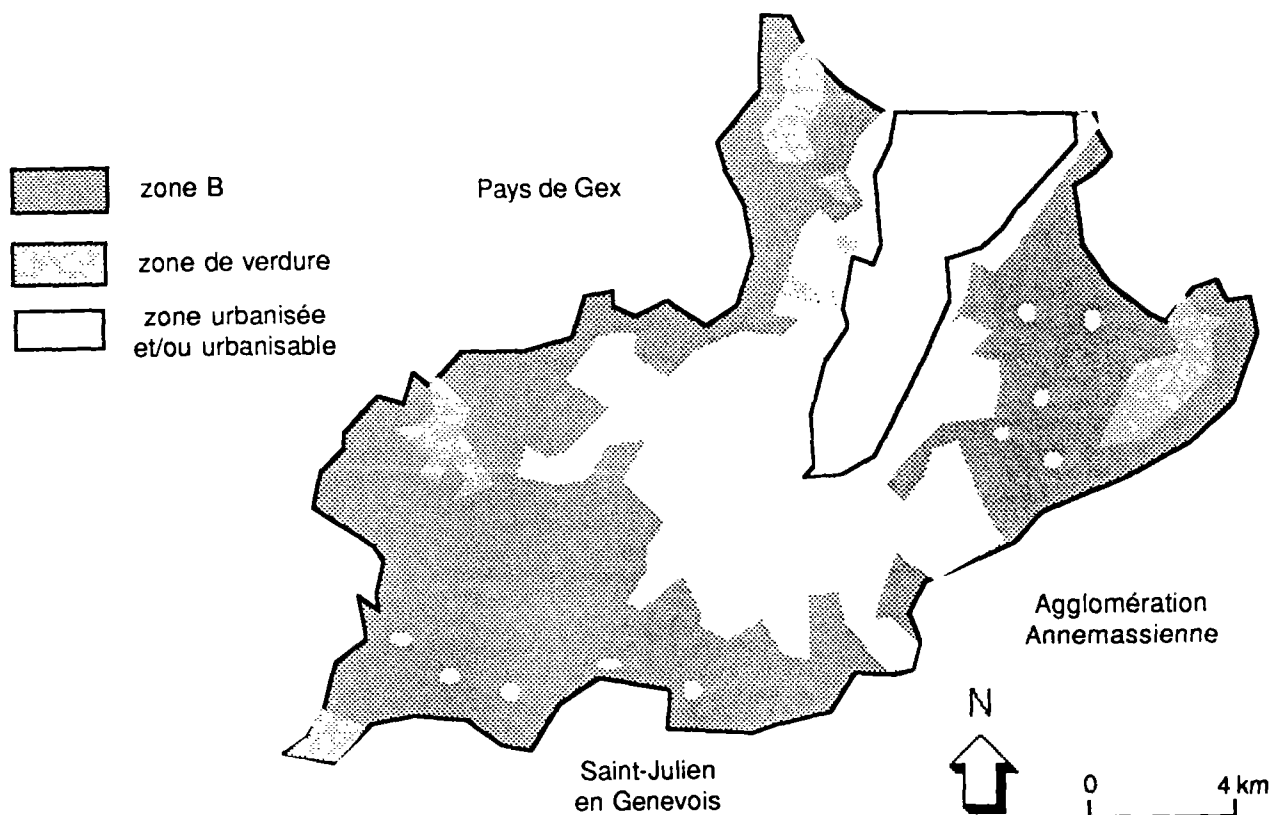 zone B
zone de verdure
zone urbanisée
et/ou urbanisable
Pays de Gex
Agglomération
Annemassienne
Saint-Julien
en Genevois
N
0 4 km